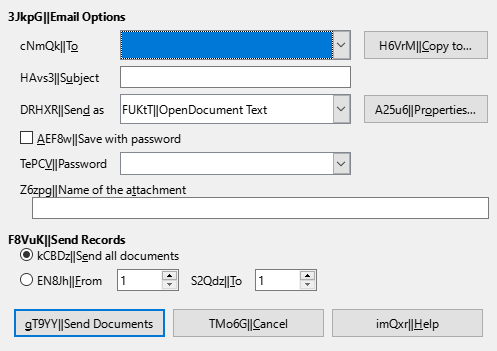 3JkpG||Email Options
cNmQk||To
H6VrM||Copy to...
HAvs3||Subject
DRHXR||Send as FUKtT||OpenDocument Text A25u6||Properties...
AEF8w||Save with password
TePCV||Password
Z6zpg||Name of the attachment
F8VuK||Send Records
kCBDz||Send all documents
EN8Jh||From 1 S2Qdz||To 1
gT9YY||Send Documents TMo6G||Cancel imQxr||Help